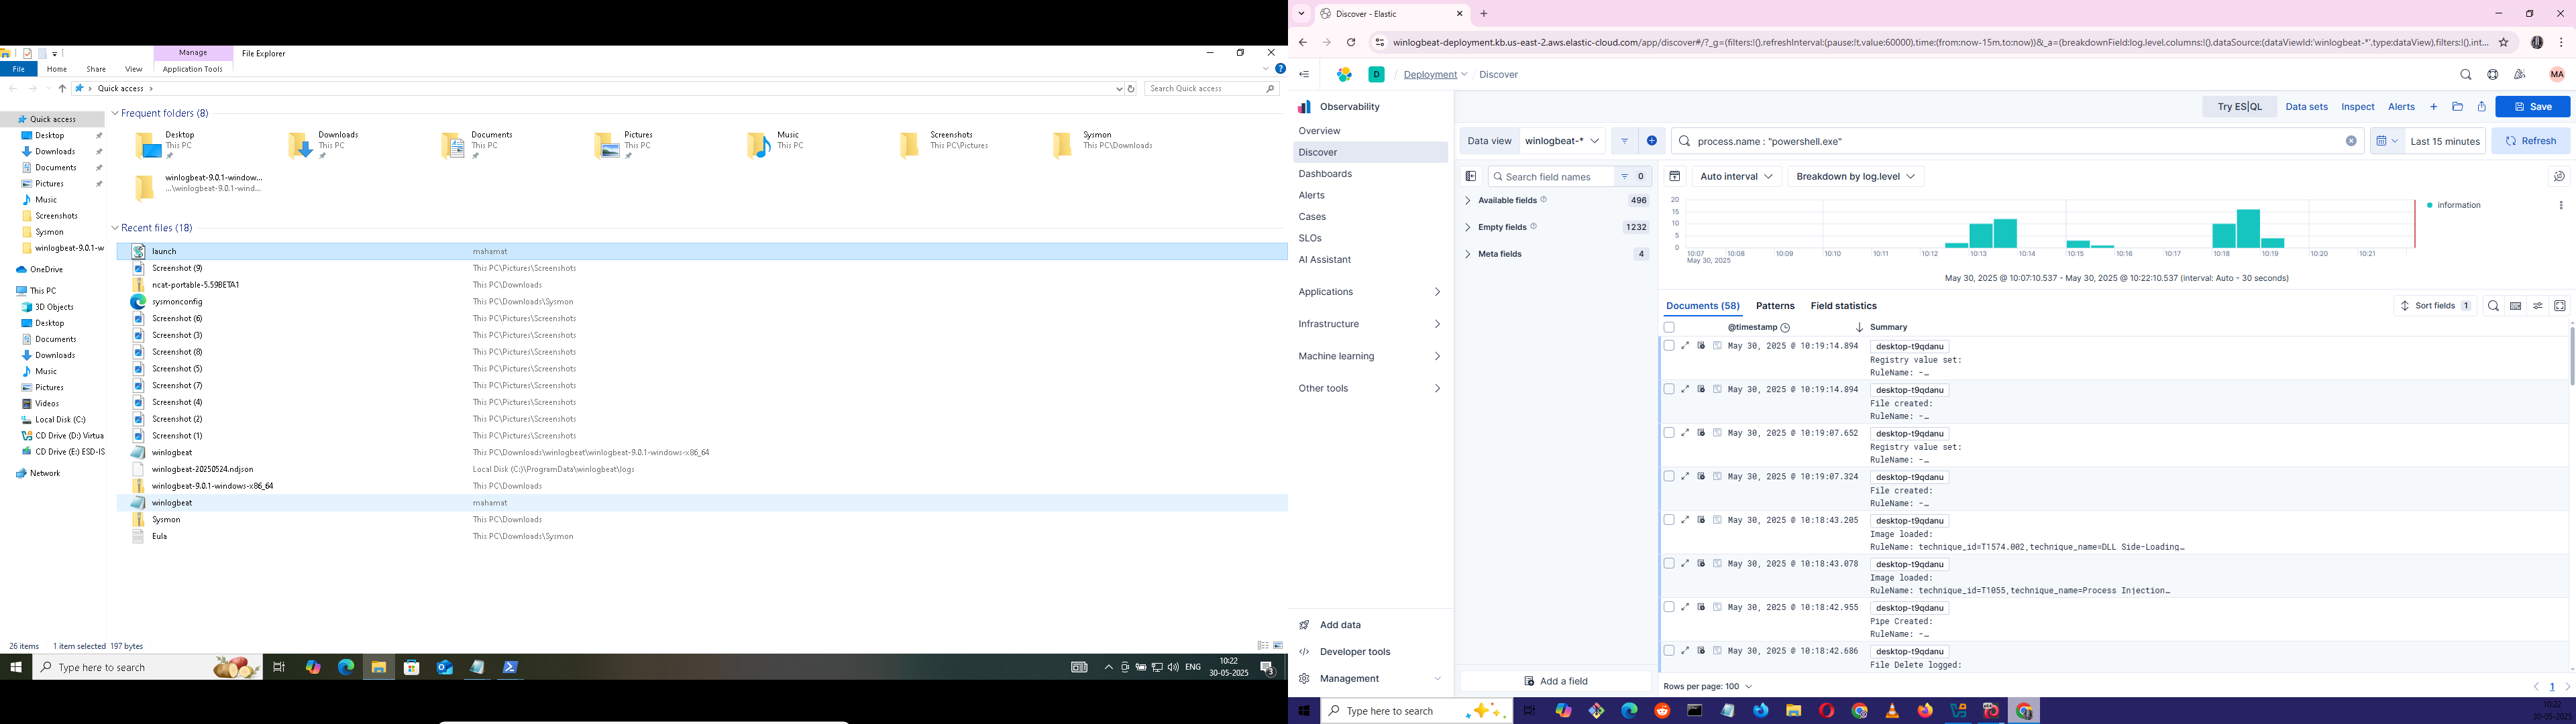 Manage
File Explorer
File
Home
Share
View
Application Tools
Quick access
Search Quick access
Quick access
Desktop
Downloads
Documents
Pictures
Music
Screenshots
Sysmon
winlogbeat-9.0.1-w
OneDrive
This PC
3D Objects
Desktop
Downloads
Documents
Music
Pictures
Videos
Local Disk (C:)
CD Drive (D:) Virtua
CD Drive (E:) ESD-IS
Network
Frequent folders (8)
Desktop
This PC
Downloads
This PC
Documents
This PC
Pictures
This PC
Music
This PC
Screenshots
This PC\Pictures
Sysmon
This PC\Downloads
winlogbeat-9.0.1-window...
...\winlogbeat-9.0.1-wind...
Recent files (18)
launch mahamat
Screenshot (9) This PC\Pictures\Screenshots
ncat-portable-5.59BETA1 This PC\Downloads
sysmonconfig This PC\Downloads\Sysmon
Screenshot (6) This PC\Pictures\Screenshots
Screenshot (3) This PC\Pictures\Screenshots
Screenshot (8) This PC\Pictures\Screenshots
Screenshot (5) This PC\Pictures\Screenshots
Screenshot (7) This PC\Pictures\Screenshots
Screenshot (4) This PC\Pictures\Screenshots
Screenshot (2) This PC\Pictures\Screenshots
Screenshot (1) This PC\Pictures\Screenshots
winlogbeat This PC\Downloads\winlogbeat\winlogbeat-9.0.1-windows-x86_64
winlogbeat-20250524.ndjson Local Disk (C:)\ProgramData\winlogbeat\logs
winlogbeat-9.0.1-windows-x86_64 This PC\Downloads
winlogbeat mahamat
Sysmon This PC\Downloads
Eula This PC\Downloads\Sysmon
26 items 1 item selected 197 bytes
Type here to search
ENG
10:22
30-05-2025
3
Discover - Elastic
winlogbeat-deployment.kb.us-east-2.aws.elastic-cloud.com/app/discover#/?_g=(filters:!(),refreshInterval:(pause:!t,value:60000),time:(from:now-15m,to:now))&_a=(breakdownField:log.level,columns:!(),dataSource:(dataViewId:'winlogbeat-*',type:dataView),filters:!(),int...
D / Deployment / Discover
MA
Observability
Overview
Discover
Dashboards
Alerts
Cases
SLOs
AI Assistant
Applications
Infrastructure
Machine learning
Other tools
Add data
Developer tools
Management
Try ES|QL Data sets Inspect Alerts Save
Data view winlogbeat-*
process.name : "powershell.exe"
Last 15 minutes
Refresh
Search field names 0
Available fields 496
Empty fields 1232
Meta fields 4
Add a field
Auto interval
Breakdown by log.level
20
15
10
5
0
10:07 10:08 10:09 10:10 10:11 10:12 10:13 10:14 10:15 10:16 10:17 10:18 10:19 10:20 10:21
May 30, 2025
information
May 30, 2025 @ 10:07:10.537 - May 30, 2025 @ 10:22:10.537 (interval: Auto - 30 seconds)
Documents (58) Patterns Field statistics
Sort fields 1
@timestamp Summary
May 30, 2025 @ 10:19:14.894 desktop-t9qdanu
Registry value set:
RuleName: -…
May 30, 2025 @ 10:19:14.894 desktop-t9qdanu
File created:
RuleName: -…
May 30, 2025 @ 10:19:07.652 desktop-t9qdanu
Registry value set:
RuleName: -…
May 30, 2025 @ 10:19:07.324 desktop-t9qdanu
File created:
RuleName: -…
May 30, 2025 @ 10:18:43.205 desktop-t9qdanu
Image loaded:
RuleName: technique_id=T1574.002,technique_name=DLL Side-Loading…
May 30, 2025 @ 10:18:43.078 desktop-t9qdanu
Image loaded:
RuleName: technique_id=T1055,technique_name=Process Injection…
May 30, 2025 @ 10:18:42.955 desktop-t9qdanu
Pipe Created:
RuleName: -…
May 30, 2025 @ 10:18:42.686 desktop-t9qdanu
File Delete logged:
Rows per page: 100
1
Type here to search
10:22
30-05-2025